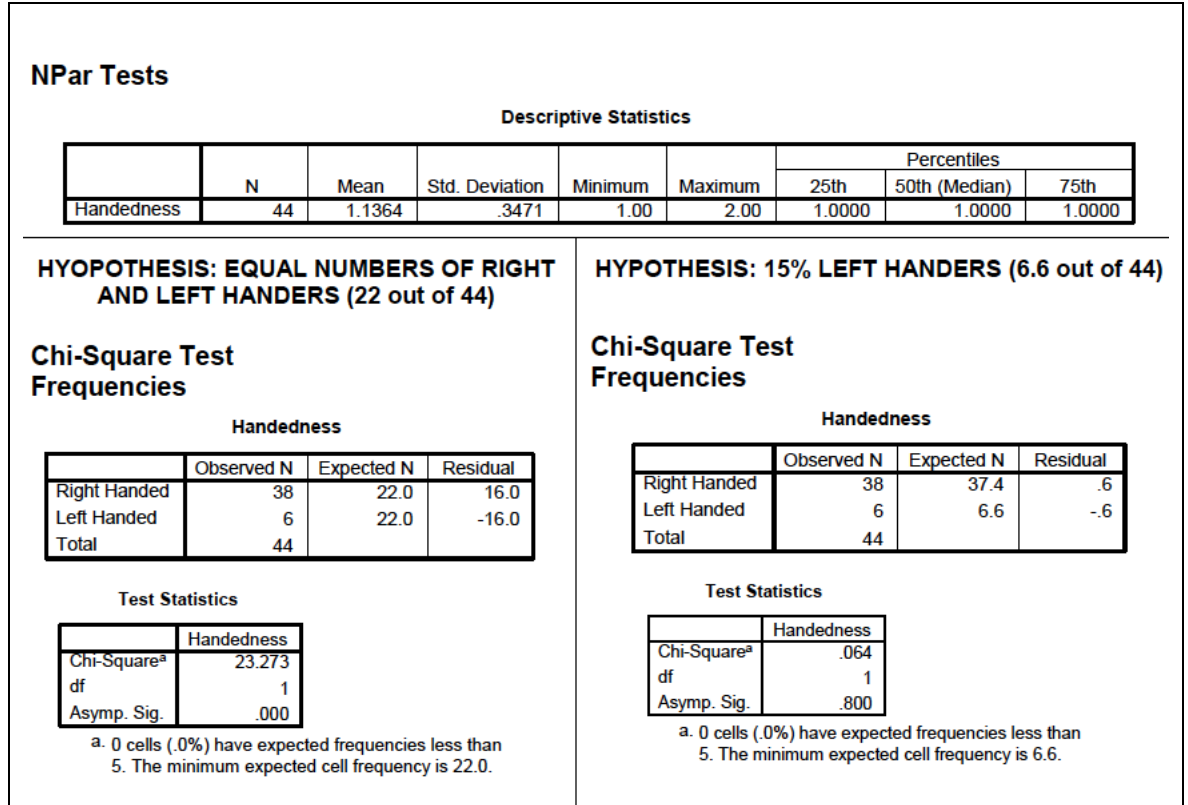 NPar Tests
Descriptive Statistics
Percentiles
N Mean Std. Deviation Minimum Maximum 25th 50th (Median) 75th
Handedness 44 1.1364 .3471 1.00 2.00 1.0000 1.0000 1.0000
HYOPOTHESIS: EQUAL NUMBERS OF RIGHT
AND LEFT HANDERS (22 out of 44)
Chi-Square Test
Frequencies
Handedness
Observed N Expected N Residual
Right Handed 38 22.0 16.0
Left Handed 6 22.0 -16.0
Total 44
Test Statistics
Handedness
Chi-Squareᵃ 23.273
df 1
Asymp. Sig. .000
a. 0 cells (.0%) have expected frequencies less than
5. The minimum expected cell frequency is 22.0.
HYPOTHESIS: 15% LEFT HANDERS (6.6 out of 44)
Chi-Square Test
Frequencies
Handedness
Observed N Expected N Residual
Right Handed 38 37.4 .6
Left Handed 6 6.6 -.6
Total 44
Test Statistics
Handedness
Chi-Squareᵃ .064
df 1
Asymp. Sig. .800
a. 0 cells (.0%) have expected frequencies less than
5. The minimum expected cell frequency is 6.6.